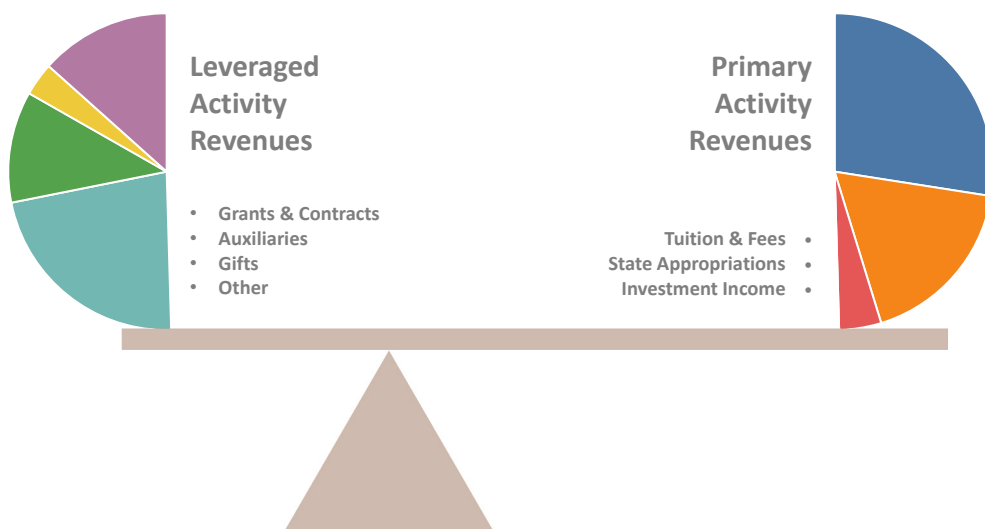 Leveraged
Activity
Revenues
• Grants & Contracts
• Auxiliaries
• Gifts
• Other
Primary
Activity
Revenues
Tuition & Fees •
State Appropriations •
Investment Income •